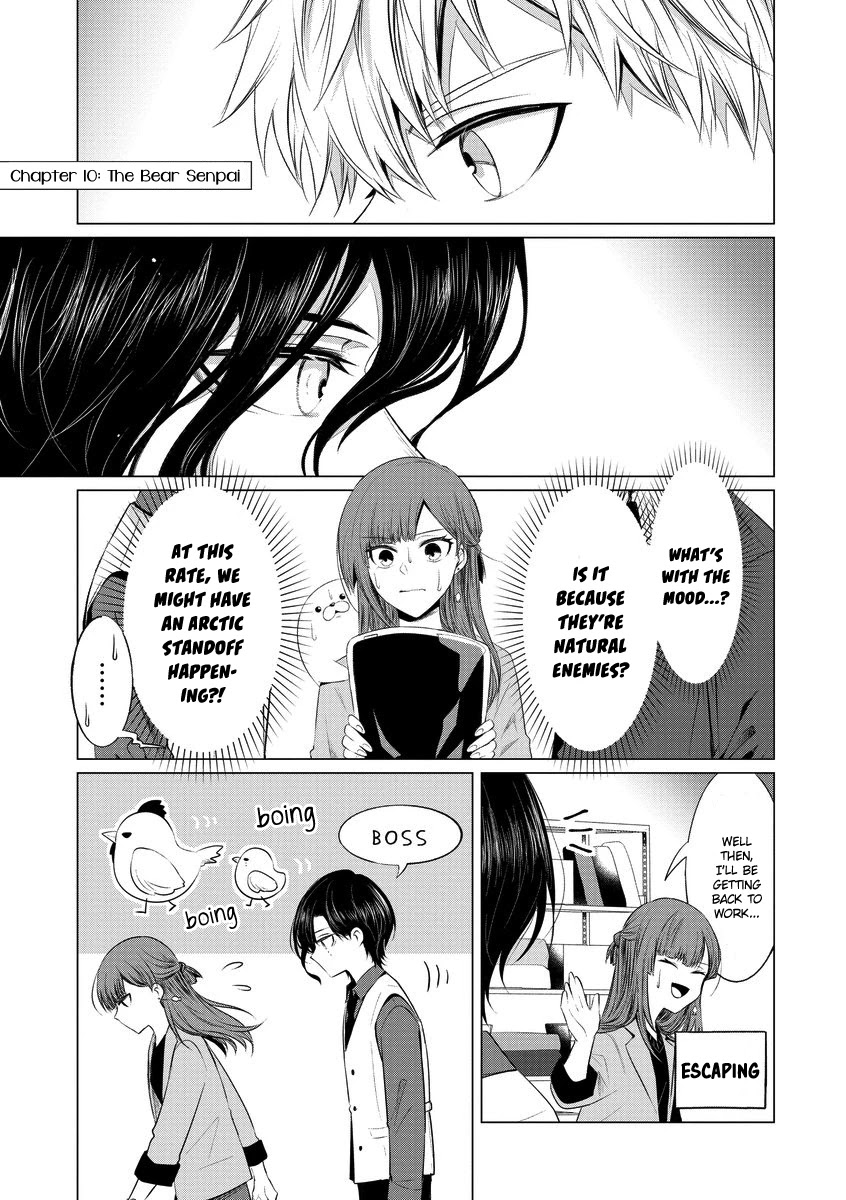 Chapter 10: The Bear Senpai
WHAT'S
WITH THE
MOOD...?
IS IT
BECAUSE
THEY'RE
NATURAL
ENEMIES?
AT THIS
RATE, WE
MIGHT HAVE
AN ARCTIC
STANDOFF
HAPPEN-
ING?!
......
WELL
THEN,
I'LL BE
GETTING
BACK TO
WORK...
ESCAPING
BOSS
boing
boing